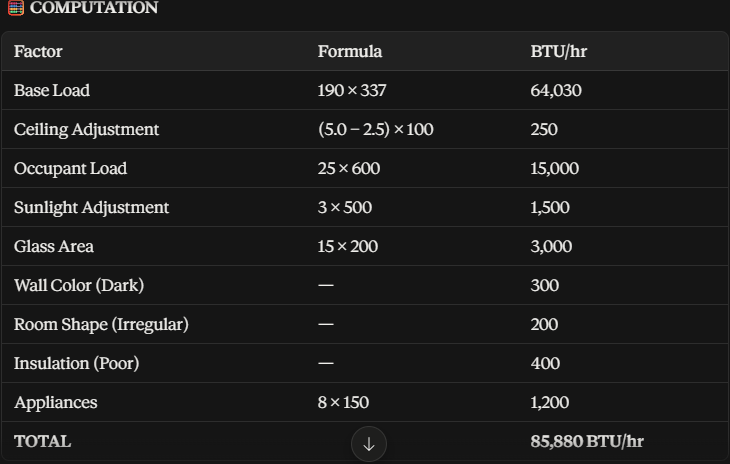 🧮 COMPUTATION
Factor Formula BTU/hr
Base Load 190 × 337 64,030
Ceiling Adjustment (5.0 − 2.5) × 100 250
Occupant Load 25 × 600 15,000
Sunlight Adjustment 3 × 500 1,500
Glass Area 15 × 200 3,000
Wall Color (Dark) — 300
Room Shape (Irregular) — 200
Insulation (Poor) — 400
Appliances 8 × 150 1,200
TOTAL 85,880 BTU/hr